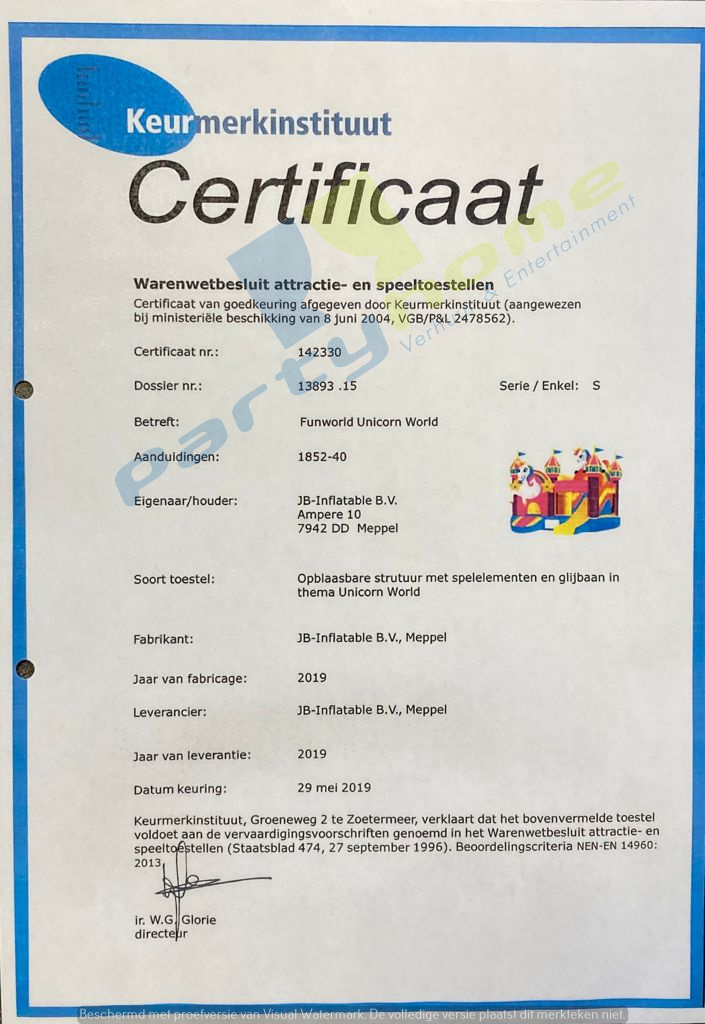 Keurmerkinstituut
Certificaat
Warenwetbesluit attractie- en speeltoestellen
Certificaat van goedkeuring afgegeven door Keurmerkinstituut (aangewezen
bij ministeriële beschikking van 8 juni 2004, VGB/P&L 2478562).
Certificaat nr.: 142330
Dossier nr.: 13893 .15 Serie / Enkel: S
Betreft: Funworld Unicorn World
Aanduidingen: 1852-40
Eigenaar/houder: JB-Inflatable B.V.
Ampere 10
7942 DD Meppel
Soort toestel: Opblaasbare strutuur met spelelementen en glijbaan in
thema Unicorn World
Fabrikant: JB-Inflatable B.V., Meppel
Jaar van fabricage: 2019
Leverancier: JB-Inflatable B.V., Meppel
Jaar van leverantie: 2019
Datum keuring: 29 mei 2019
Keurmerkinstituut, Groeneweg 2 te Zoetermeer, verklaart dat het bovenvermelde toestel
voldoet aan de vervaardigingsvoorschriften genoemd in het Warenwetbesluit attractie- en
speeltoestellen (Staatsblad 474, 27 september 1996). Beoordelingscriteria NEN-EN 14960:
2013.
ir. W.G. Glorie
directeur
party home
& Entertainment
Beschermd met proefversie van Visual Watermark. De volledige versie plaatst dit merkteken niet.